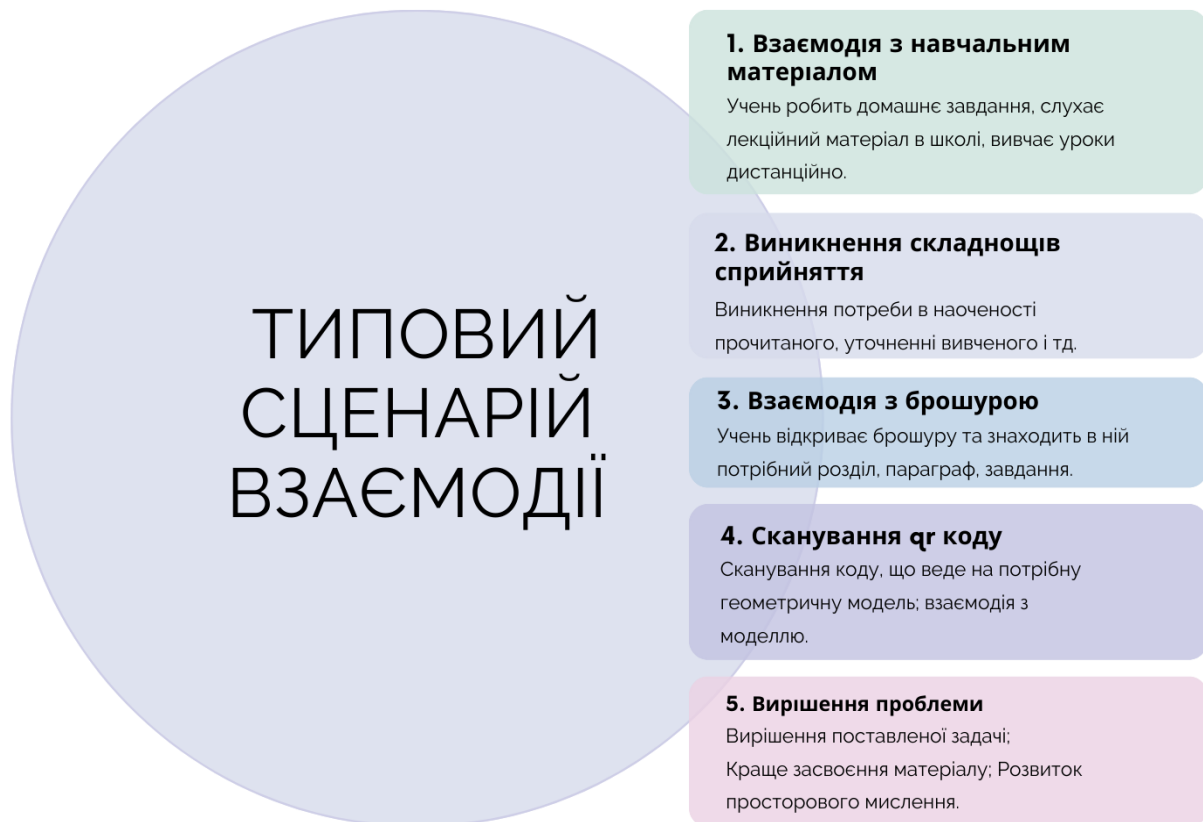 ТИПОВИЙ
СЦЕНАРІЙ
ВЗАЄМОДІЇ
1. Взаємодія з навчальним
матеріалом
Учень робить домашнє завдання, слухає
лекційний матеріал в школі, вивчає уроки
дистанційно.
2. Виникнення складнощів
сприйняття
Виникнення потреби в наоченості
прочитаного, уточненні вивченого і тд.
3. Взаємодія з брошурою
Учень відкриває брошуру та знаходить в ній
потрібний розділ, параграф, завдання.
4. Сканування qr коду
Сканування коду, що веде на потрібну
геометричну модель; взаємодія з
моделлю.
5. Вирішення проблеми
Вирішення поставленої задачі;
Краще засвоєння матеріалу; Розвиток
просторового мислення.